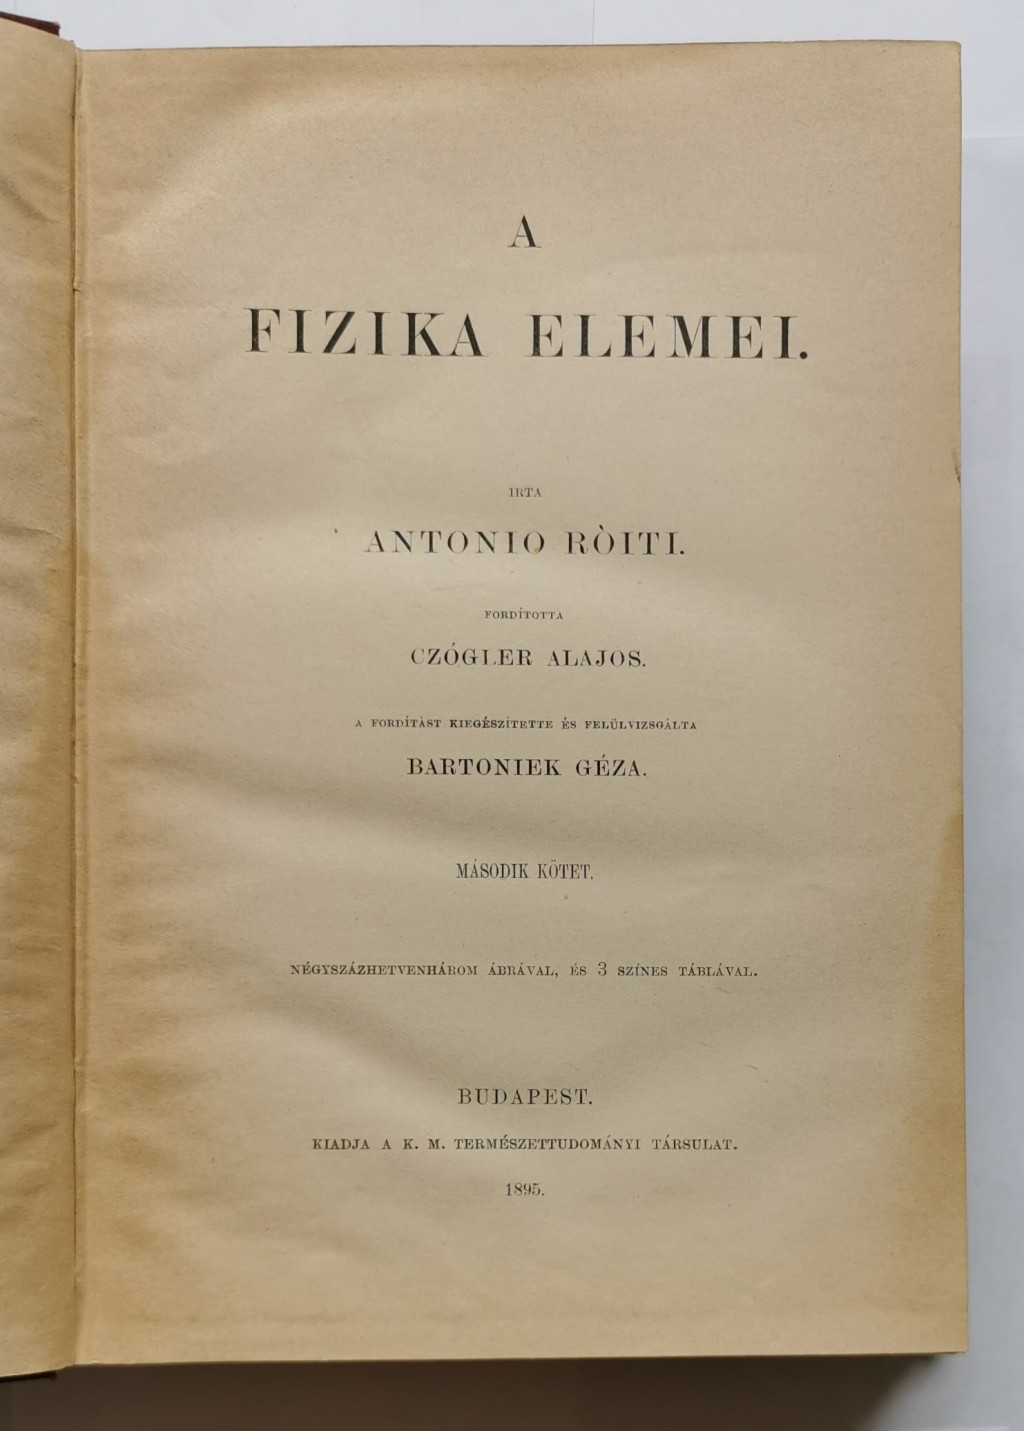 A
FIZIKA ELEMEI.
IRTA
ANTONIO RÒITI.
FORDÍTOTTA
CZÓGLER ALAJOS.
A FORDÍTÁST KIEGÉSZÍTETTE ÉS FELÜLVIZSGÁLTA
BARTONIEK GÉZA.
MÁSODIK KÖTET.
NÉGYSZÁZHETVENHÁROM ÁBRÁVAL, ÉS 3 SZÍNES TÁBLÁVAL.
BUDAPEST.
KIADJA A K. M. TERMÉSZETTUDOMÁNYI TÁRSULAT.
1895.